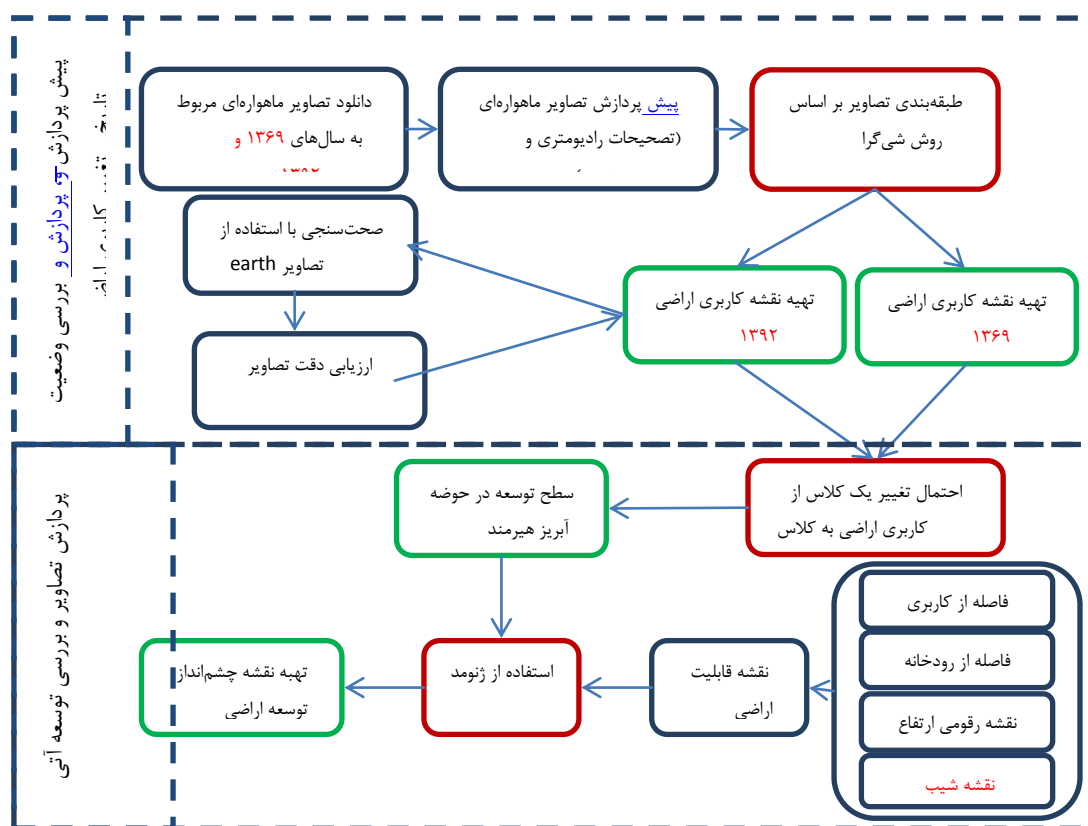 پیش پردازش و پردازش و بررسی وضعیت
دانلود تصاویر ماهواره‌ای مربوط
به سال‌های ۱۳۶۹ و
پیش پردازش تصاویر ماهواره‌ای
(تصحیحات رادیومتری و
طبقه‌بندی تصاویر بر اساس
روش شی‌گرا
صحت‌سنجی با استفاده از
تصاویر earth
ارزیابی دقت تصاویر
تهیه نقشه کاربری اراضی
۱۳۹۲
تهیه نقشه کاربری اراضی
۱۳۶۹
پردازش تصاویر و بررسی توسعه آتی
احتمال تغییر یک کلاس از
کاربری اراضی به کلاس
سطح توسعه در حوضه
آبریز هیرمند
فاصله از کاربری
فاصله از رودخانه
نقشه رقومی ارتفاع
نقشه شیب
نقشه قابلیت
اراضی
استفاده از ژئومد
تهبه نقشه چشم‌انداز
توسعه اراضی